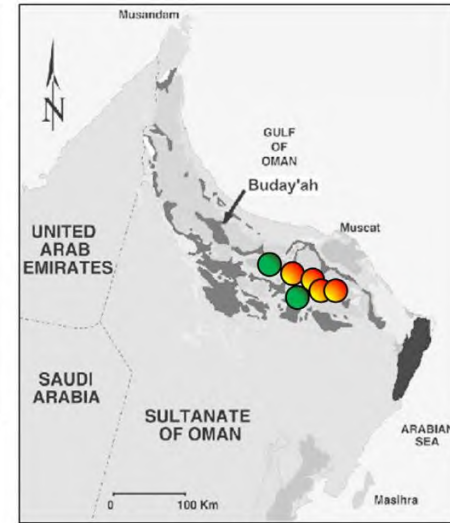 Musandam
N
GULF
OF
OMAN
Buday'ah
Muscat
UNITED
ARAB
EMIRATES
SAUDI
ARABIA
SULTANATE
OF OMAN
ARABIAN
SEA
0 100 Km
Masihra